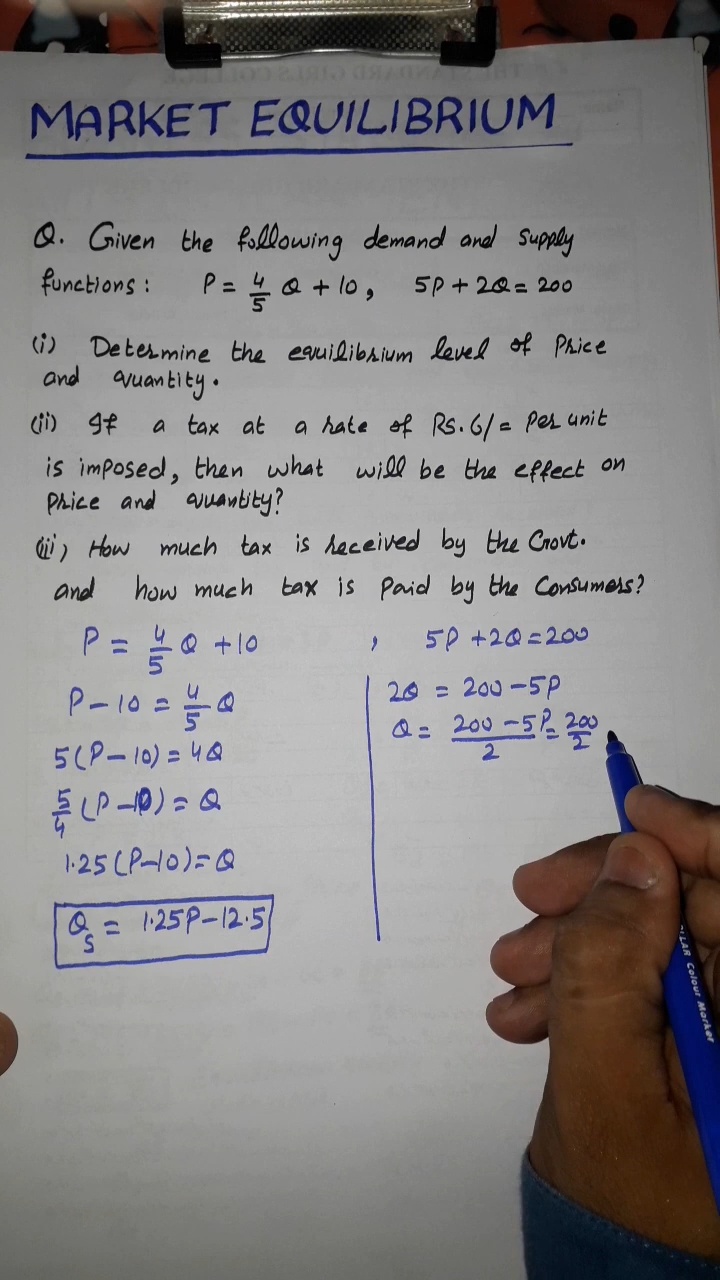 MARKET EQUILIBRIUM
Q. Given the following demand and supply
functions: P = 4/5 Q + 10, 5P + 2Q = 200
(i) Determine the equilibrium level of Price
and quantity.
(ii) If a tax at a rate of Rs. 6/= Per unit
is imposed, then what will be the effect on
price and quantity?
(iii) How much tax is received by the Govt.
and how much tax is paid by the Consumers?
P = 4/5 Q + 10 , 5P + 2Q = 200
P - 10 = 4/5 Q
5(P - 10) = 4Q
5/4 (P - 10) = Q
1.25(P - 10) = Q
Qs = 1.25P - 12.5
2Q = 200 - 5P
Q = 200 - 5P/2 = 200/2